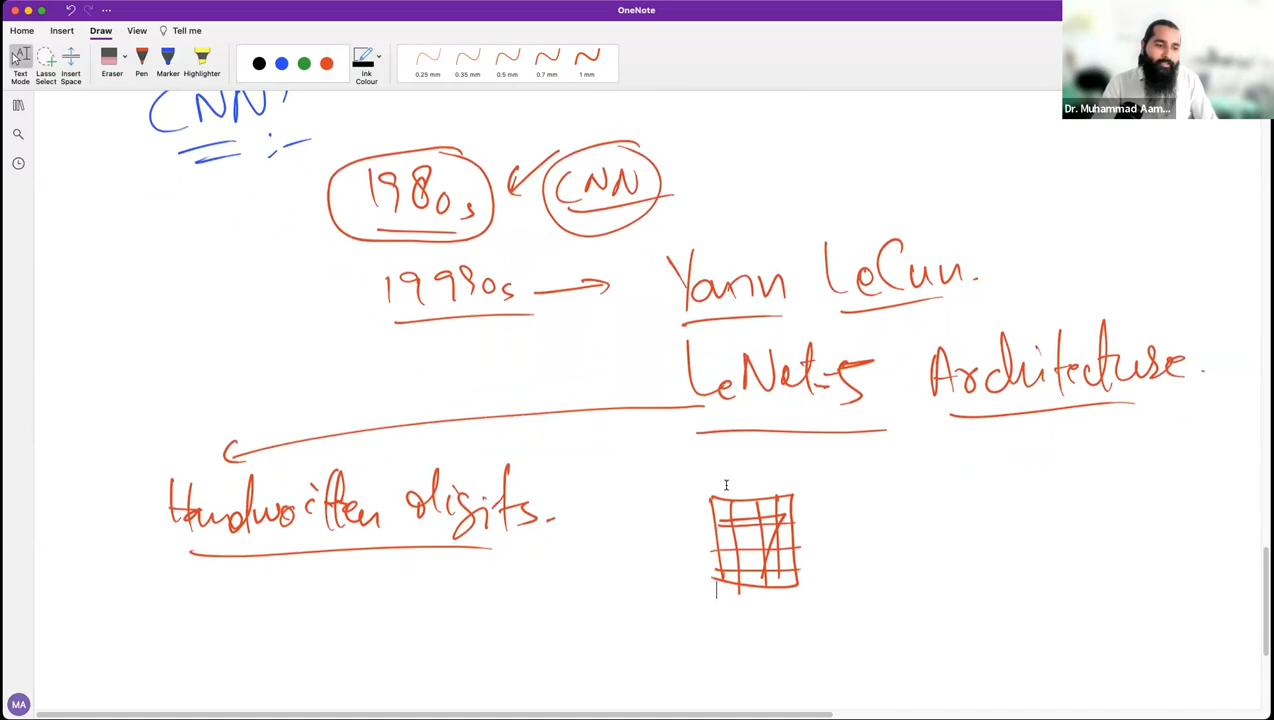 OneNote
Home Insert Draw View Tell me
Text Mode Lasso Select Insert Space Eraser Pen Marker Highlighter Ink Colour 0.25 mm 0.35 mm 0.5 mm 0.7 mm 1 mm
Dr. Muhammad Aam...
CNN:
1980s CNN
19990s Yann LeCun.
LeNet-5 Architecture.
Handwritten digits.
MA